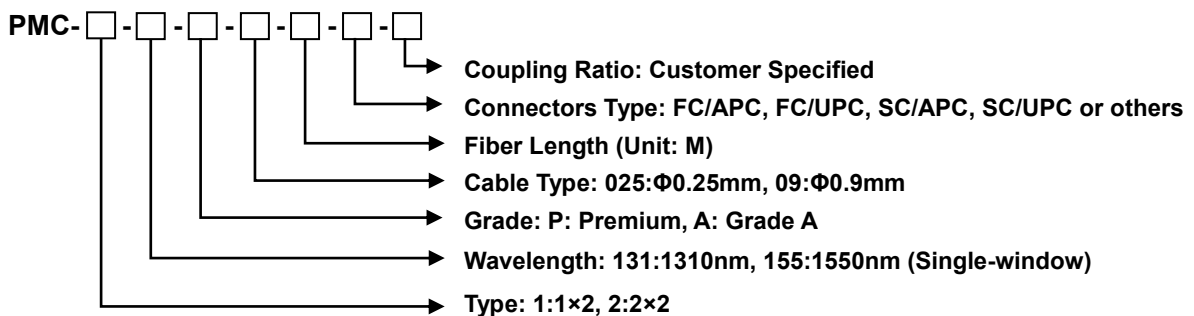 PMC- - - - - - -
Coupling Ratio: Customer Specified
Connectors Type: FC/APC, FC/UPC, SC/APC, SC/UPC or others
Fiber Length (Unit: M)
Cable Type: 025:Φ0.25mm, 09:Φ0.9mm
Grade: P: Premium, A: Grade A
Wavelength: 131:1310nm, 155:1550nm (Single-window)
Type: 1:1×2, 2:2×2